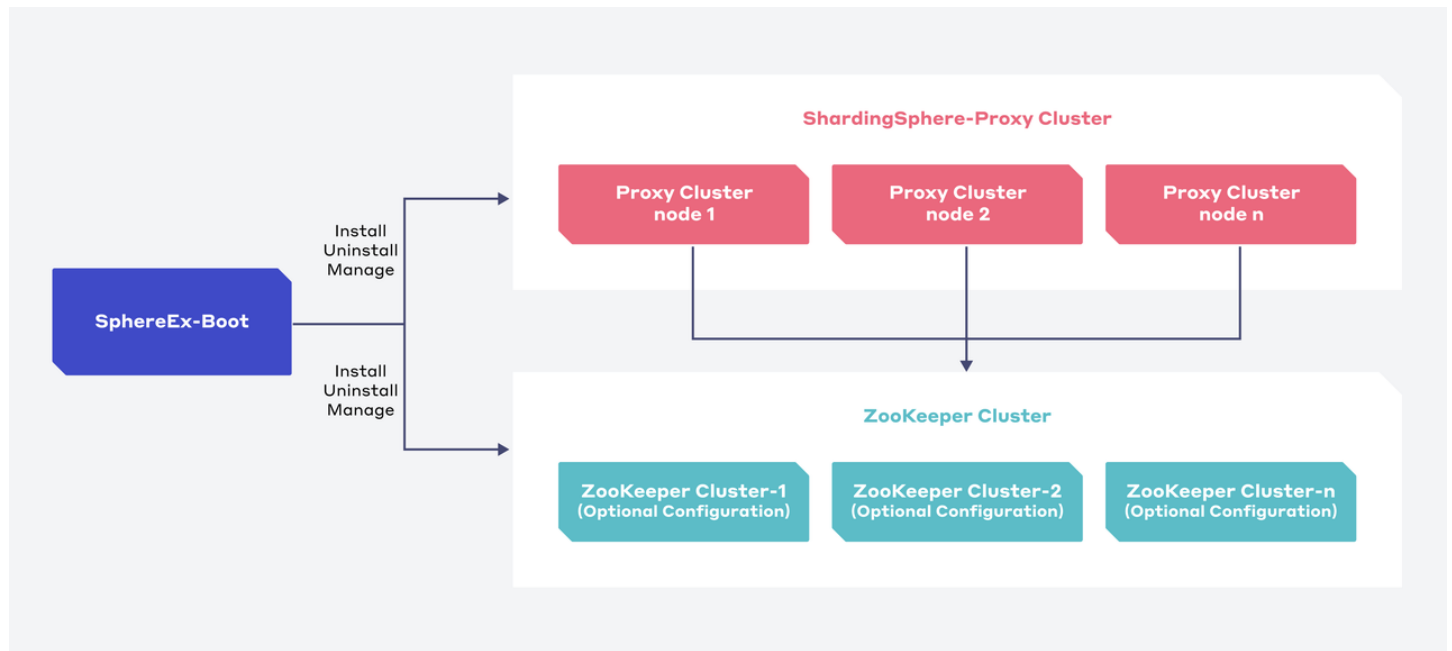 ShardingSphere-Proxy Cluster
Proxy Cluster
node 1
Proxy Cluster
node 2
Proxy Cluster
node n
Install
Uninstall
Manage
SphereEx-Boot
Install
Uninstall
Manage
ZooKeeper Cluster
ZooKeeper Cluster-1
(Optional Configuration)
ZooKeeper Cluster-2
(Optional Configuration)
ZooKeeper Cluster-n
(Optional Configuration)